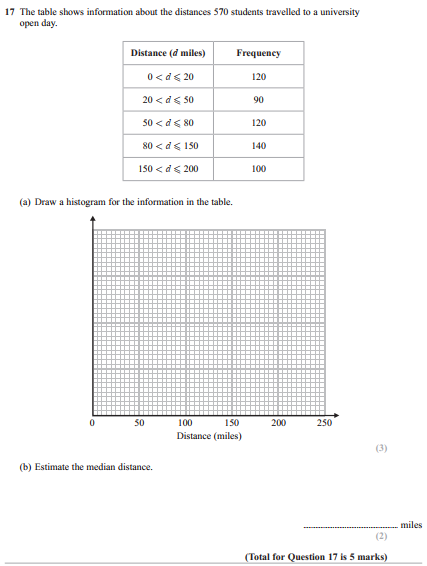 17 The table shows information about the distances 570 students travelled to a university
open day.
Distance (d miles) Frequency
0 < d ⩽ 20 120
20 < d ⩽ 50 90
50 < d ⩽ 80 120
80 < d ⩽ 150 140
150 < d ⩽ 200 100
(a) Draw a histogram for the information in the table.
0 50 100 150 200 250
Distance (miles)
(3)
(b) Estimate the median distance.
miles
(2)
(Total for Question 17 is 5 marks)